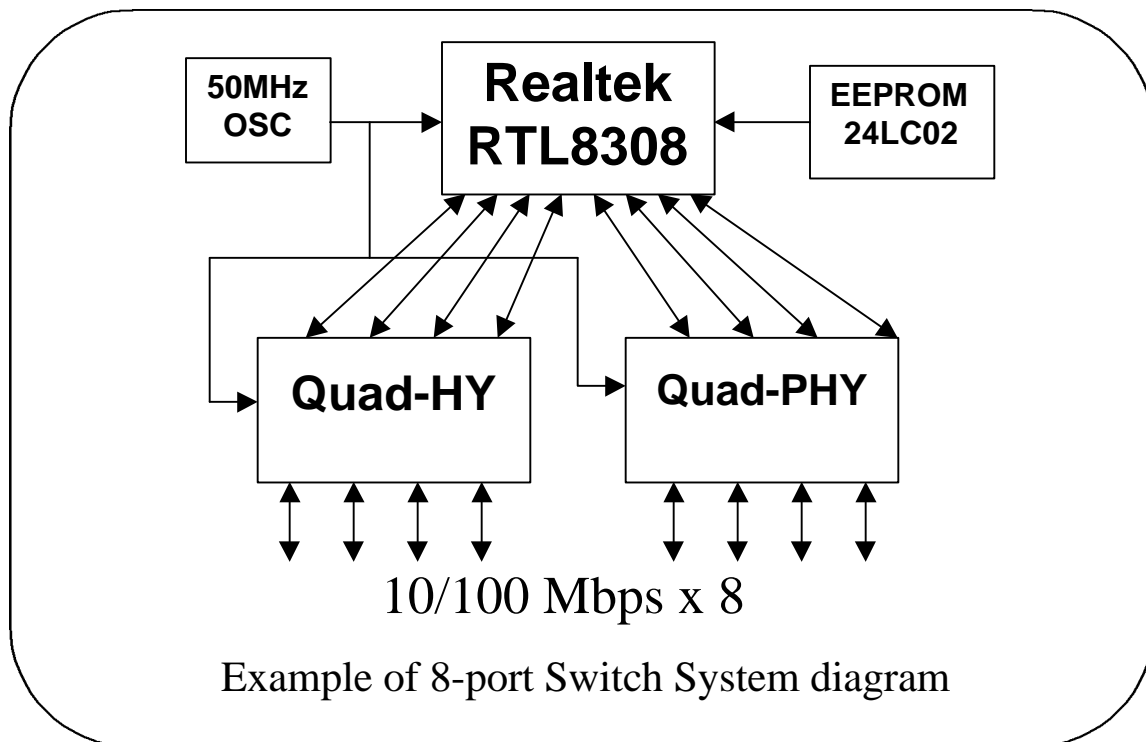 50MHz
OSC
Realtek
RTL8308
EEPROM
24LC02
Quad-HY
Quad-PHY
10/100 Mbps x 8
Example of 8-port Switch System diagram